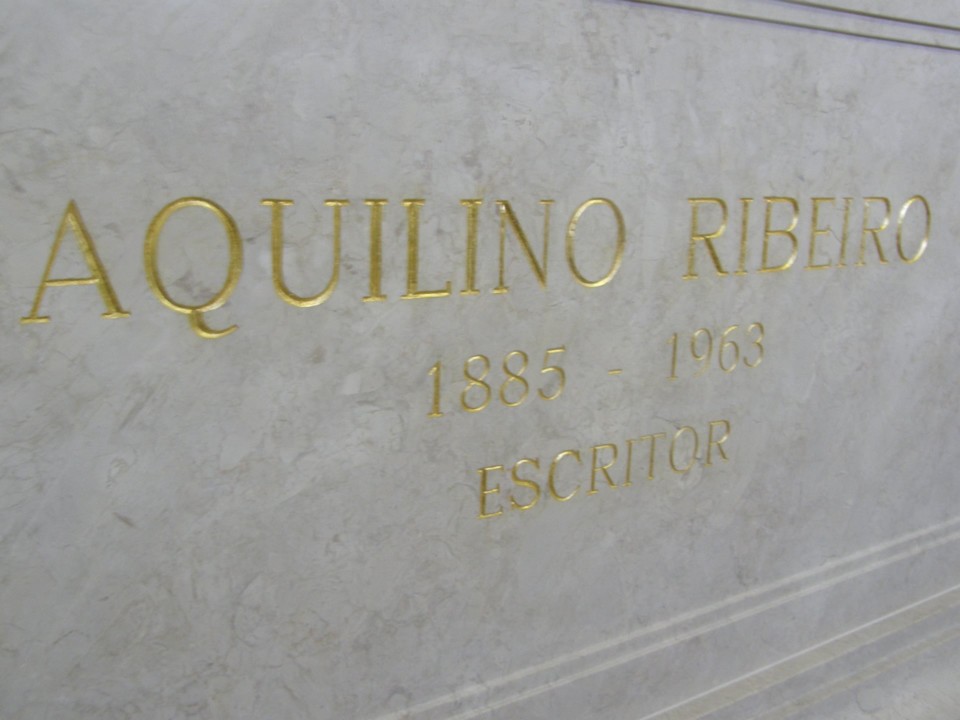 AQUILINO RIBEIRO
1885 - 1963
ESCRITOR